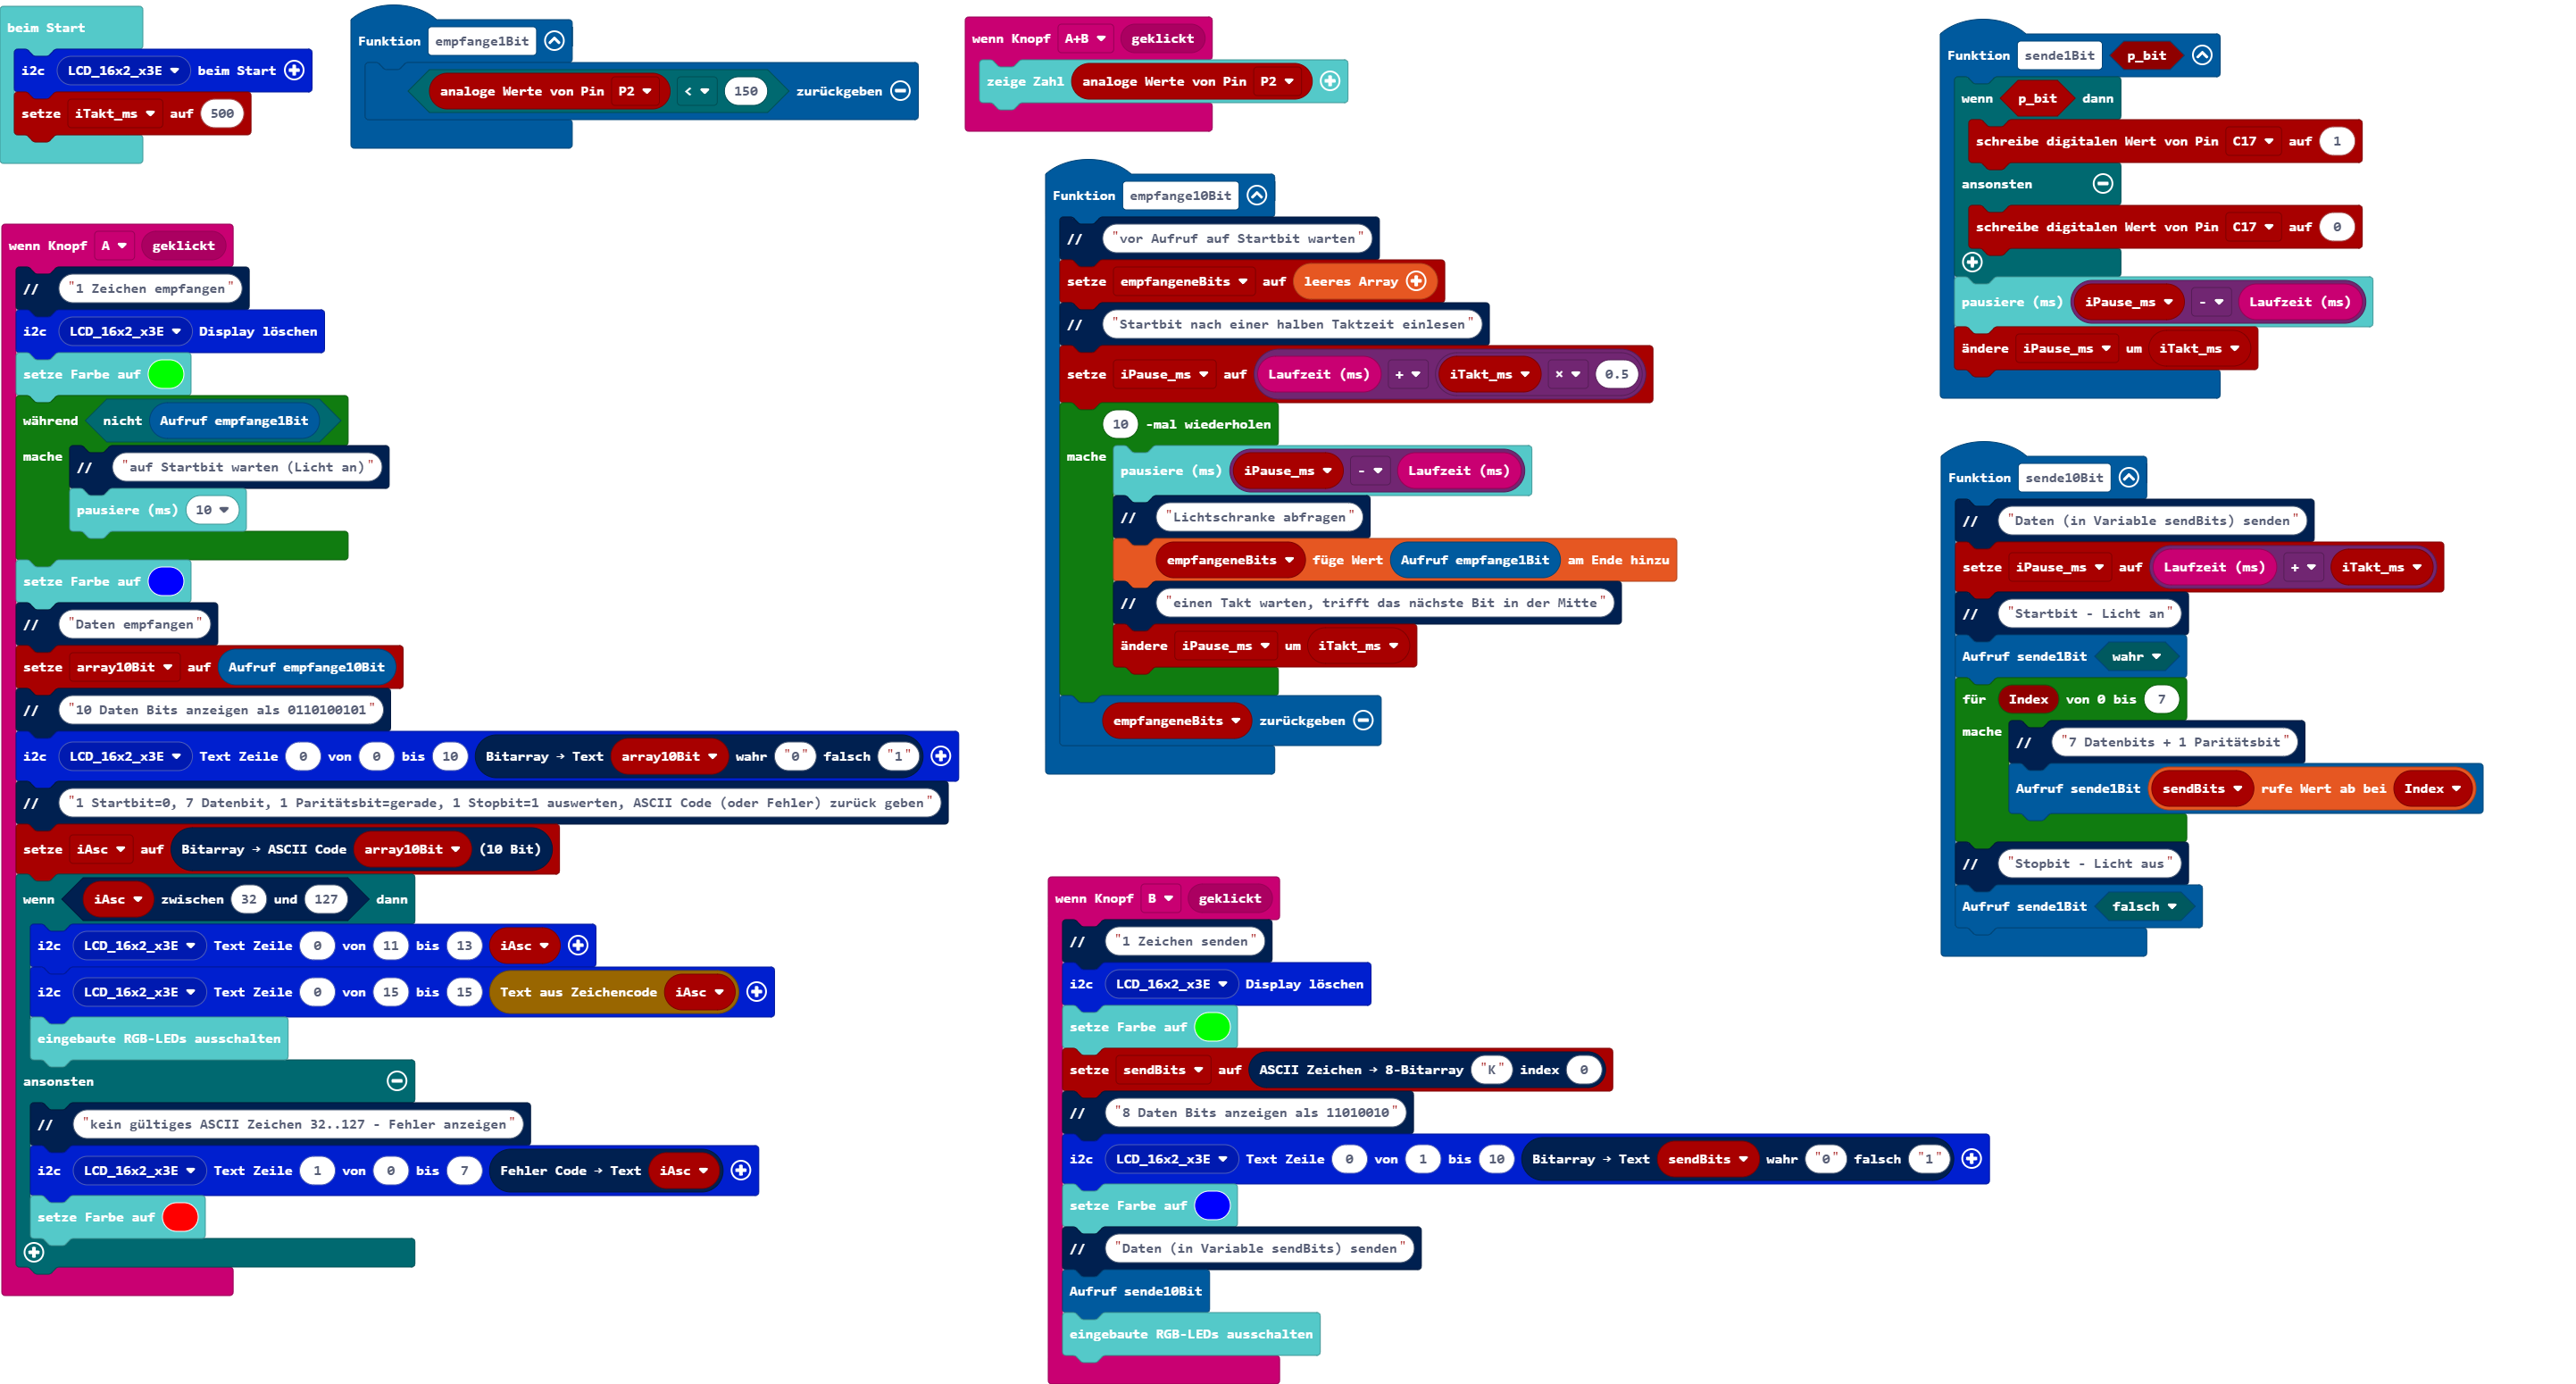 beim Start
i2c LCD_16x2_x3E beim Start
setze iTakt_ms auf 500
Funktion empfange1Bit
analoge Werte von Pin P2 < 150 zurückgeben
wenn Knopf A+B geklickt
zeige Zahl analoge Werte von Pin P2
Funktion sende1Bit p_bit
wenn p_bit dann
schreibe digitalen Wert von Pin C17 auf 1
ansonsten
schreibe digitalen Wert von Pin C17 auf 0
pausiere (ms) iPause_ms - Laufzeit (ms)
ändere iPause_ms um iTakt_ms
wenn Knopf A geklickt
// "1 Zeichen empfangen"
i2c LCD_16x2_x3E Display löschen
setze Farbe auf
während nicht Aufruf empfange1Bit
mache // "auf Startbit warten (Licht an)"
pausiere (ms) 10
setze Farbe auf
// "Daten empfangen"
setze array10Bit auf Aufruf empfange10Bit
// "10 Daten Bits anzeigen als 0110100101"
i2c LCD_16x2_x3E Text Zeile 0 von 0 bis 10 Bitarray → Text array10Bit wahr "0" falsch "1"
// "1 Startbit=0, 7 Datenbit, 1 Paritätsbit=gerade, 1 Stopbit=1 auswerten, ASCII Code (oder Fehler) zurück geben"
setze iAsc auf Bitarray → ASCII Code array10Bit (10 Bit)
wenn iAsc zwischen 32 und 127 dann
i2c LCD_16x2_x3E Text Zeile 0 von 11 bis 13 iAsc
i2c LCD_16x2_x3E Text Zeile 0 von 15 bis 15 Text aus Zeichencode iAsc
eingebaute RGB-LEDs ausschalten
ansonsten
// "kein gültiges ASCII Zeichen 32..127 - Fehler anzeigen"
i2c LCD_16x2_x3E Text Zeile 1 von 0 bis 7 Fehler Code → Text iAsc
setze Farbe auf
Funktion empfange10Bit
// "vor Aufruf auf Startbit warten"
setze empfangeneBits auf leeres Array
// "Startbit nach einer halben Taktzeit einlesen"
setze iPause_ms auf Laufzeit (ms) + iTakt_ms × 0.5
10 -mal wiederholen
mache pausiere (ms) iPause_ms - Laufzeit (ms)
// "Lichtschranke abfragen"
empfangeneBits füge Wert Aufruf empfange1Bit am Ende hinzu
// "einen Takt warten, trifft das nächste Bit in der Mitte"
ändere iPause_ms um iTakt_ms
empfangeneBits zurückgeben
Funktion sende10Bit
// "Daten (in Variable sendBits) senden"
setze iPause_ms auf Laufzeit (ms) + iTakt_ms
// "Startbit - Licht an"
Aufruf sende1Bit wahr
für Index von 0 bis 7
mache // "7 Datenbits + 1 Paritätsbit"
Aufruf sende1Bit sendBits rufe Wert ab bei Index
// "Stopbit - Licht aus"
Aufruf sende1Bit falsch
wenn Knopf B geklickt
// "1 Zeichen senden"
i2c LCD_16x2_x3E Display löschen
setze Farbe auf
setze sendBits auf ASCII Zeichen → 8-Bitarray "K" index 0
// "8 Daten Bits anzeigen als 11010010"
i2c LCD_16x2_x3E Text Zeile 0 von 1 bis 10 Bitarray → Text sendBits wahr "0" falsch "1"
setze Farbe auf
// "Daten (in Variable sendBits) senden"
Aufruf sende10Bit
eingebaute RGB-LEDs ausschalten